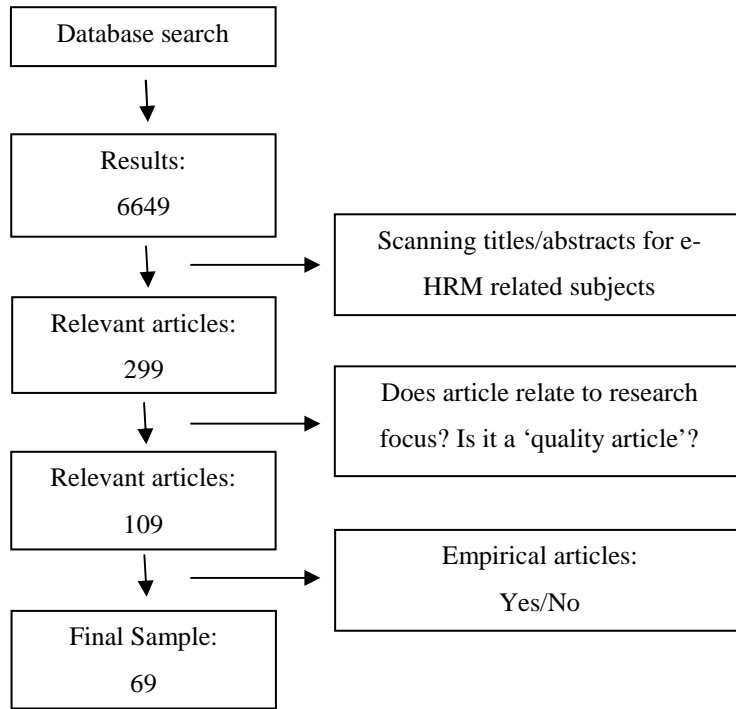 Database search
Results:
6649
Scanning titles/abstracts for e-
HRM related subjects
Relevant articles:
299
Does article relate to research
focus? Is it a ‘quality article’?
Relevant articles:
109
Empirical articles:
Yes/No
Final Sample:
69